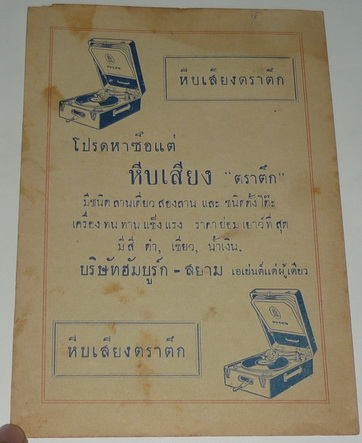 หีบเสียงตราตึก
โปรดหาซื้อแต่
หีบเสียง "ตราตึก"
มีชนิดลานเดี่ยวสองลาน และ ชนิดตั้งโต๊ะ
เครื่องทนทานแข็งแรง ราคาย่อมเยาว์ที่สุด
มีสี ดำ, เขียว, น้ำเงิน.
บริษัทฮัมบูร์ก - สยาม เอเย่นต์แต่ผู้เดียว
หีบเสียงตราตึก